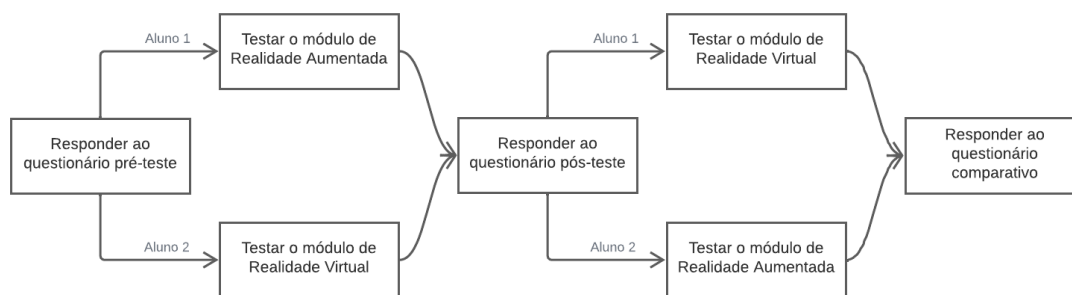 Responder ao
questionário pré-teste
Aluno 1
Testar o módulo de
Realidade Aumentada
Aluno 2
Testar o módulo de
Realidade Virtual
Responder ao
questionário pós-teste
Aluno 1
Testar o módulo de
Realidade Virtual
Aluno 2
Testar o módulo de
Realidade Aumentada
Responder ao
questionário
comparativo